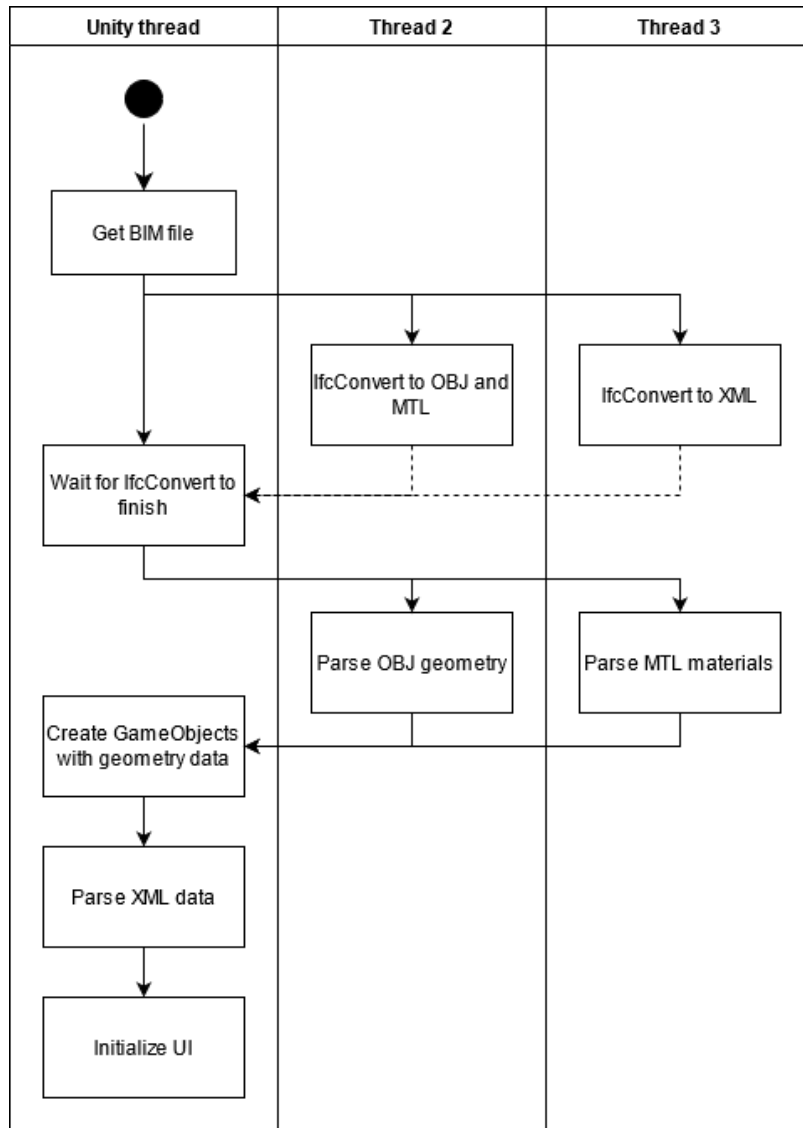 Unity thread
Thread 2
Thread 3
Get BIM file
IfcConvert to OBJ and
MTL
IfcConvert to XML
Wait for IfcConvert to
finish
Parse OBJ geometry
Parse MTL materials
Create GameObjects
with geometry data
Parse XML data
Initialize UI